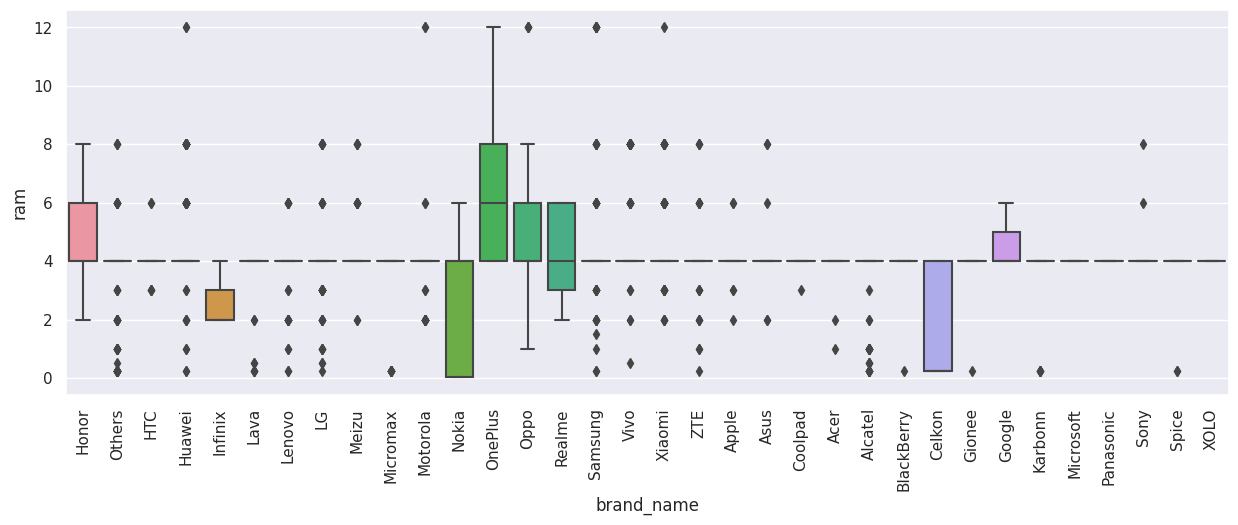 12
10
8
6
4
2
0
ram
Honor
Others
HTC
Huawei
Infinix
Lava
Lenovo
LG
Meizu
Micromax
Motorola
Nokia
OnePlus
Oppo
Realme
Samsung
Vivo
Xiaomi
ZTE
Apple
Asus
Coolpad
Acer
Alcatel
BlackBerry
Celkon
Gionee
Google
Karbonn
Microsoft
Panasonic
Sony
Spice
XOLO
brand_name